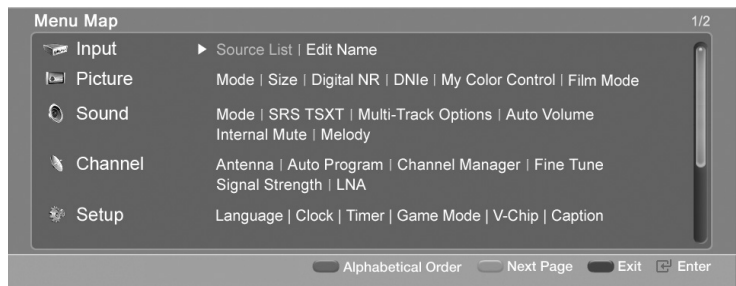 Menu Map 1/2
Input Source List | Edit Name
Picture Mode | Size | Digital NR | DNIe | My Color Control | Film Mode
Sound Mode | SRS TSXT | Multi-Track Options | Auto Volume
Internal Mute | Melody
Channel Antenna | Auto Program | Channel Manager | Fine Tune
Signal Strength | LNA
Setup Language | Clock | Timer | Game Mode | V-Chip | Caption
Alphabetical Order Next Page Exit Enter